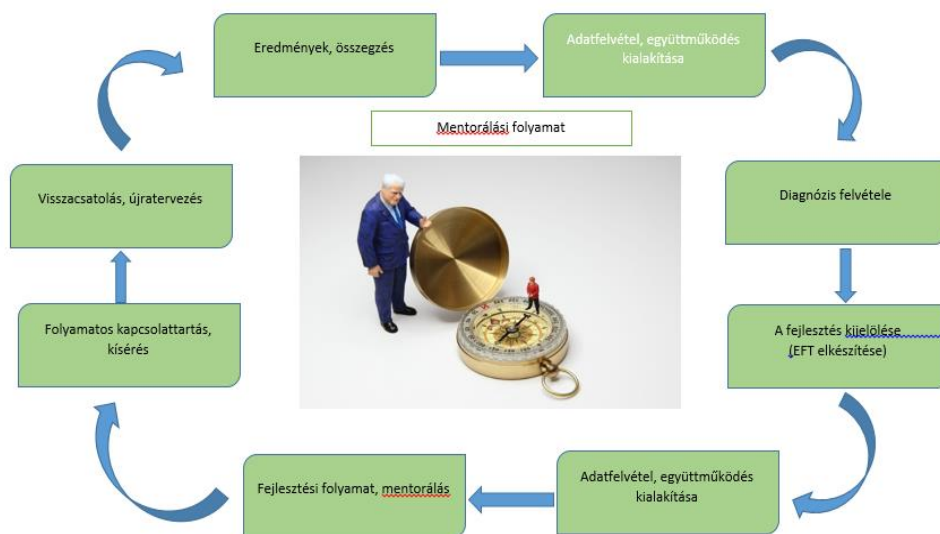 Eredmények, összegzés
Adatfelvétel, együttműködés
kialakítása
Mentorálási folyamat
Visszacsatolás, újratervezés
Diagnózis felvétele
Folyamatos kapcsolattartás,
kísérés
A fejlesztés kijelölése
(EFT elkészítése)
Fejlesztési folyamat, mentorálás
Adatfelvétel, együttműködés
kialakítása